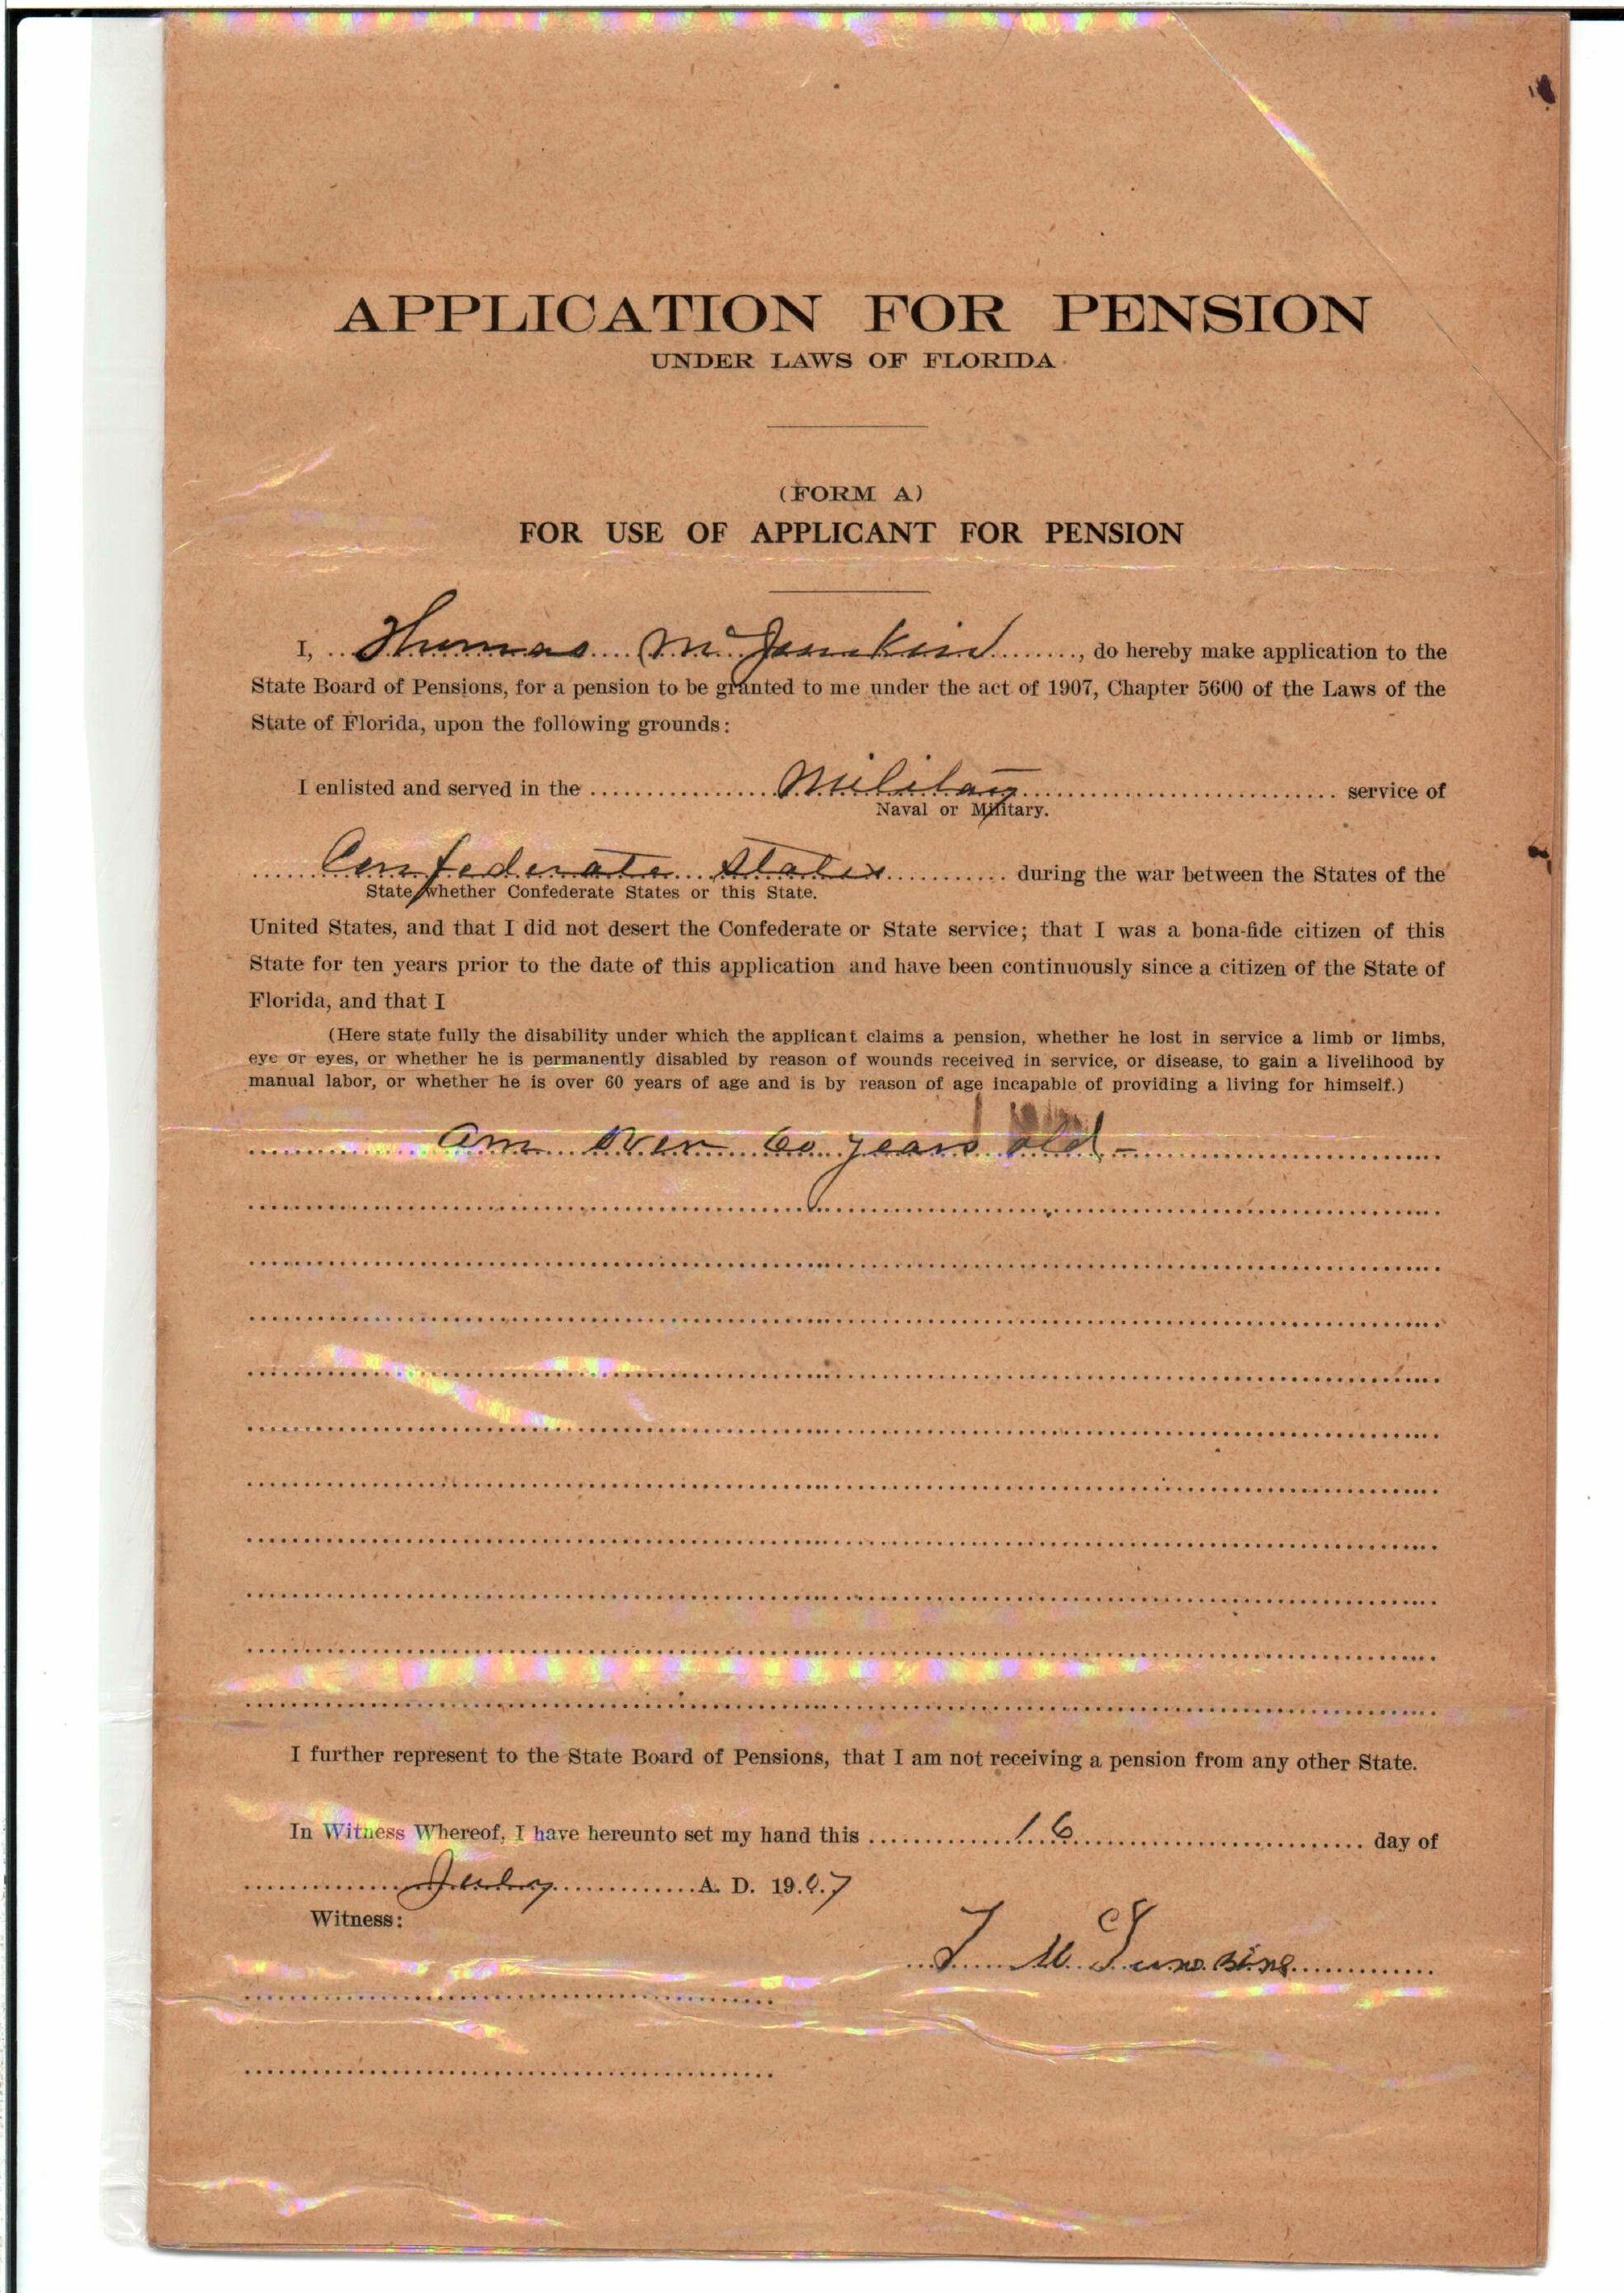 APPLICATION FOR PENSION
UNDER LAWS OF FLORIDA
(FORM A)
FOR USE OF APPLICANT FOR PENSION
I, Thomas Mc , do hereby make application to the
State Board of Pensions, for a pension to be granted to me under the act of 1907, Chapter 5600 of the Laws of the
State of Florida, upon the following grounds:
I enlisted and served in the Military service of
Naval or Military.
Confederate States during the war between the States of the
State whether Confederate States or this State.
United States, and that I did not desert the Confederate or State service; that I was a bona-fide citizen of this
State for ten years prior to the date of this application and have been continuously since a citizen of the State of
Florida, and that I
(Here state fully the disability under which the applicant claims a pension, whether he lost in service a limb or limbs,
eye or eyes, or whether he is permanently disabled by reason of wounds received in service, or disease, to gain a livelihood by
manual labor, or whether he is over 60 years of age and is by reason of age incapable of providing a living for himself.)
Am Over 60 years old -
I further represent to the State Board of Pensions, that I am not receiving a pension from any other State.
In Witness Whereof, I have hereunto set my hand this 16 day of
A. D. 1907
Witness:
T M